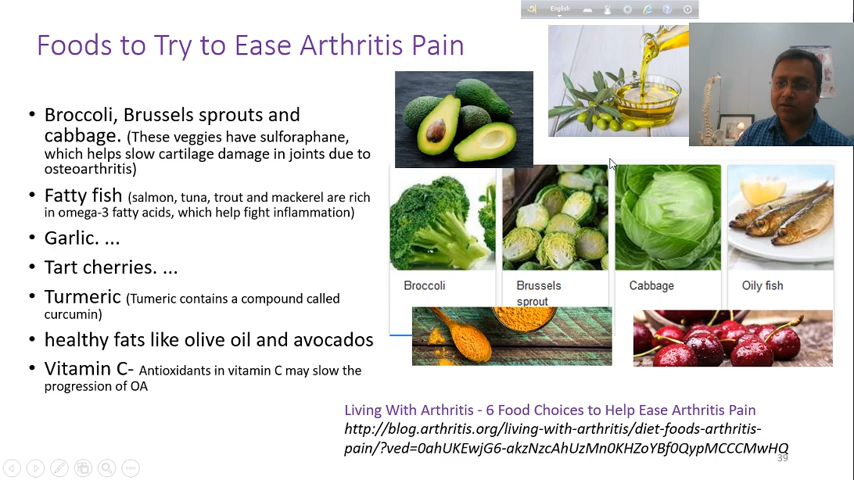 English
Foods to Try to Ease Arthritis Pain
• Broccoli, Brussels sprouts and
cabbage. (These veggies have sulforaphane,
which helps slow cartilage damage in joints due to
osteoarthritis)
• Fatty fish (salmon, tuna, trout and mackerel are rich
in omega-3 fatty acids, which help fight inflammation)
• Garlic. ...
• Tart cherries. ...
• Turmeric (Tumeric contains a compound called
curcumin)
• healthy fats like olive oil and avocados
• Vitamin C- Antioxidants in vitamin C may slow the
progression of OA
Broccoli
Brussels
sprout
Cabbage
Oily fish
Living With Arthritis - 6 Food Choices to Help Ease Arthritis Pain
http://blog.arthritis.org/living-with-arthritis/diet-foods-arthritis-
pain/?ved=0ahUKEwjG6-akzNzcAhUzMn0KHZoYBf0QypMCCCMwHQ
39